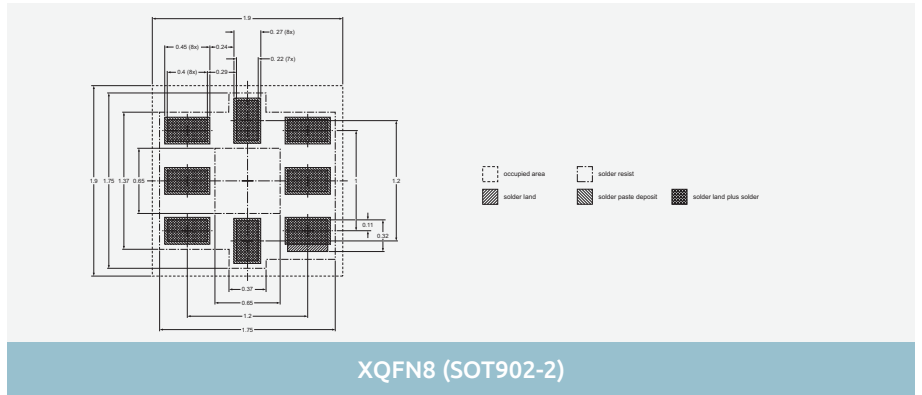 1.9
0. 27 (8x)
0.45 (8x) 0.24
0. 22 (7x)
0.4 (8x) 0.29
1.9 1.75 1.37 0.65 1 1.2
0.11
0.32
0.37
0.65
1.2
1.75
occupied area solder resist
solder land solder paste deposit solder land plus solder
XQFN8 (SOT902-2)